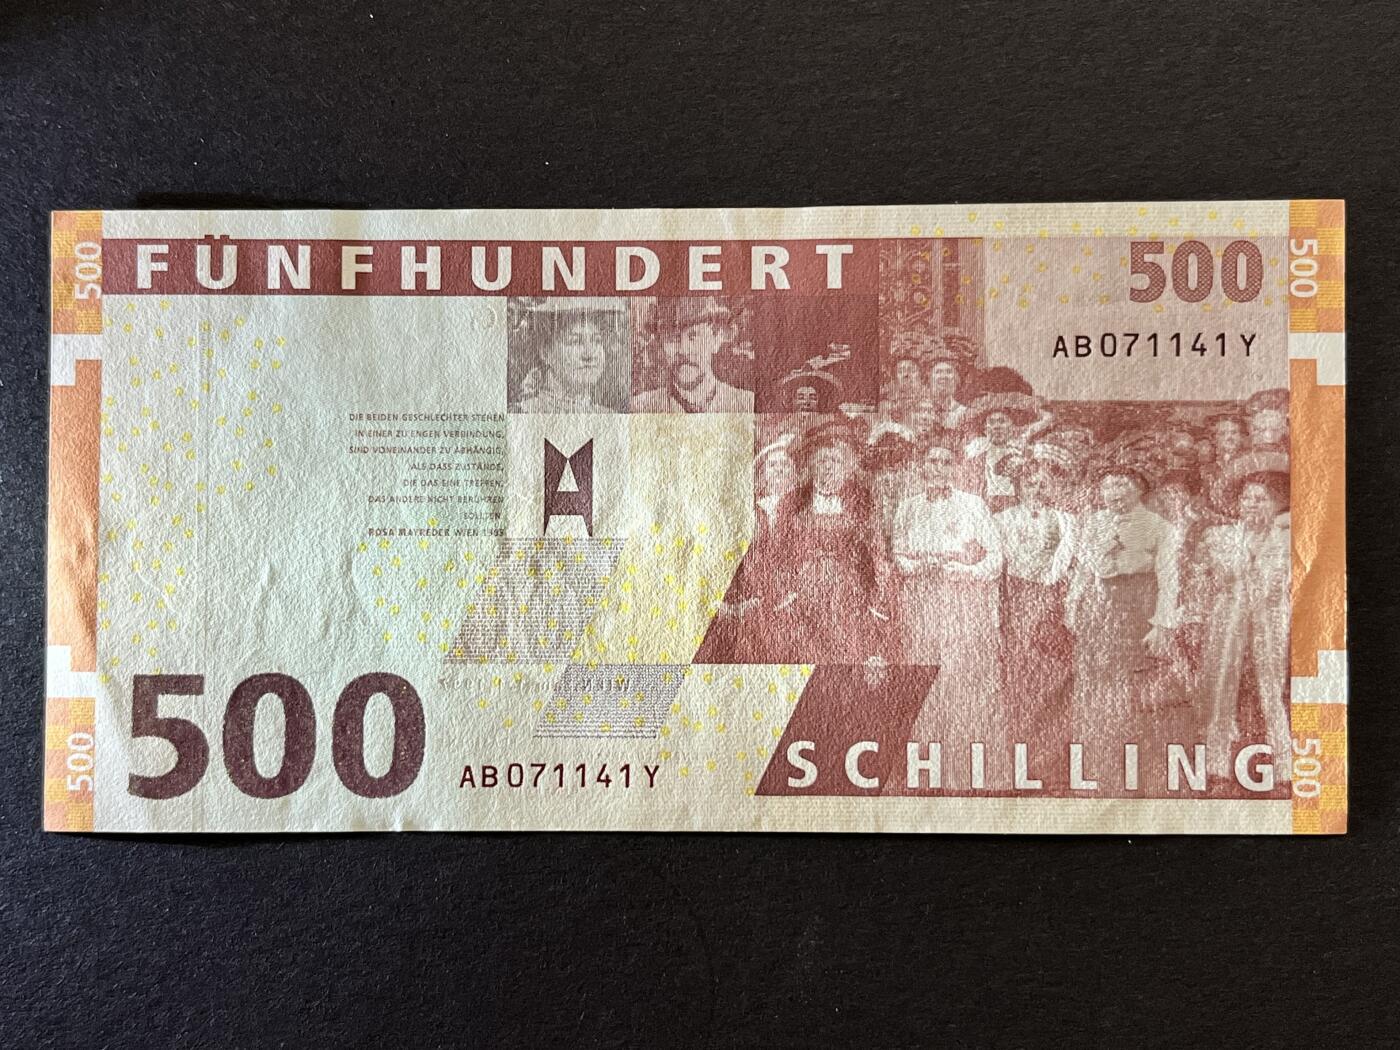 500
FÜNFHUNDERT
500
500
AB071141Y
DIE BEIDEN GESCHLECHTER STEHEN
IN EINER ZU ENGEN VERBINDUNG,
SIND VONEINANDER ZU ABHÄNGIG,
ALS DASS ZUSTÄNDE,
DIE DAS EINE TREFFEN,
DAS ANDERE NICHT BERÜHREN
SOLLTEN.
ROSA MAYREDER WIEN 1905
500
500
AB071141Y
SCHILLING
500